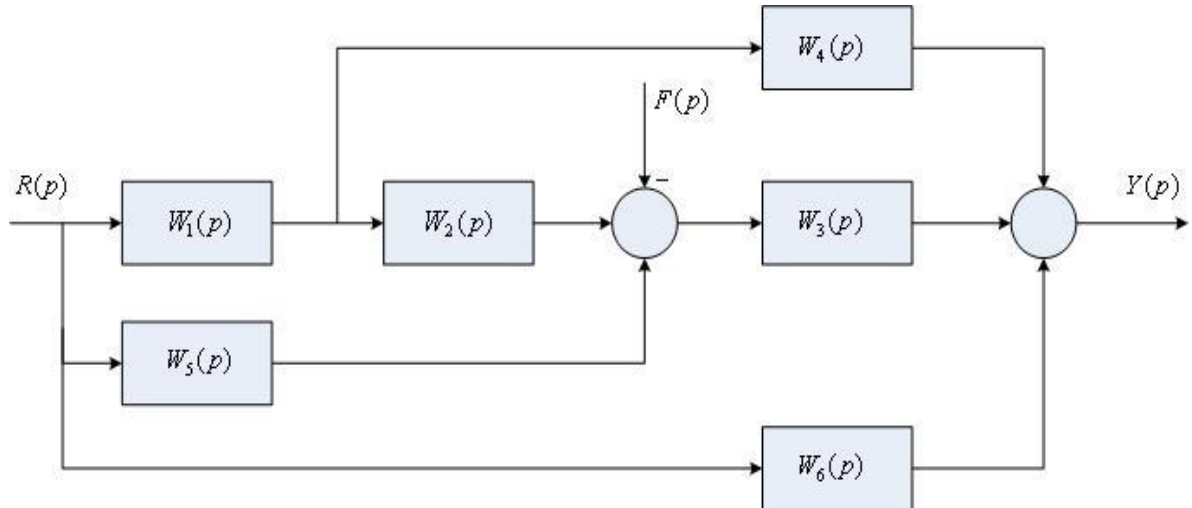 W₄(p)
F(p)
R(p)
–
Y(p)
W₁(p)
W₂(p)
W₃(p)
W₅(p)
W₆(p)